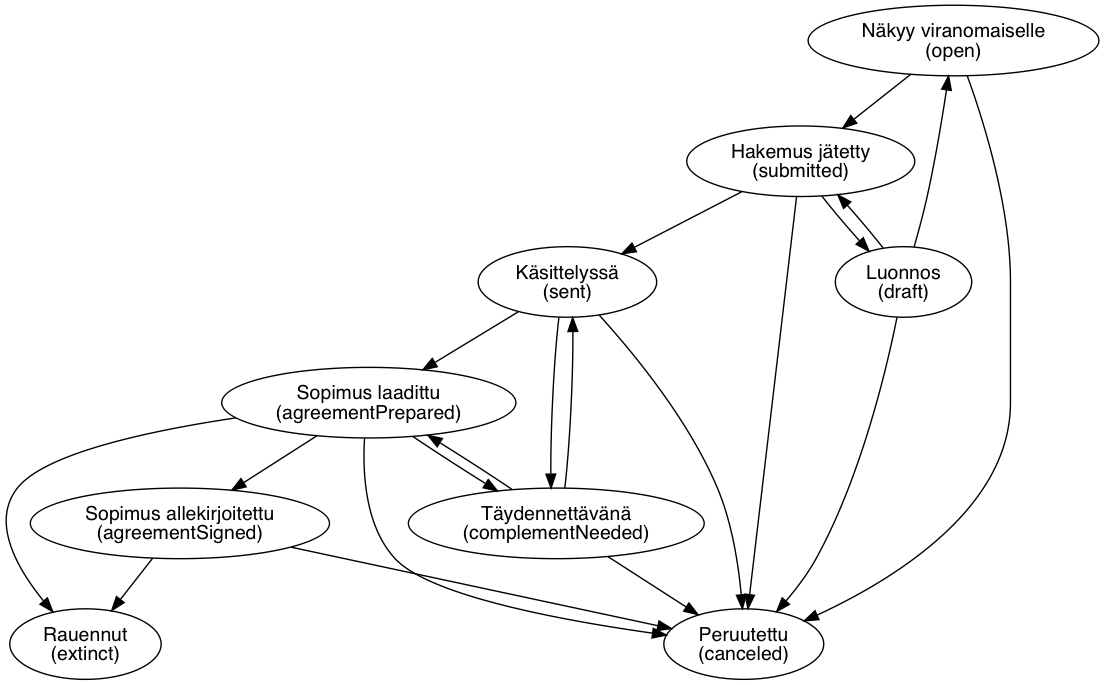 Näkyy viranomaiselle
(open)
Hakemus jätetty
(submitted)
Käsittelyssä
(sent)
Luonnos
(draft)
Sopimus laadittu
(agreementPrepared)
Sopimus allekirjoitettu
(agreementSigned)
Täydennettävänä
(complementNeeded)
Rauennut
(extinct)
Peruutettu
(canceled)